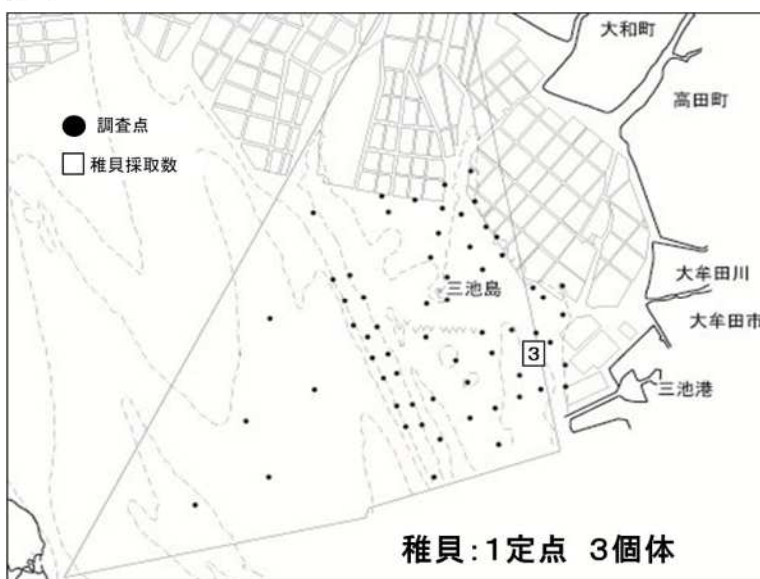 大和町
高田町
調査点
稚貝採取数
三池島
大牟田川
大牟田市
3
三池港
稚貝:1定点 3個体